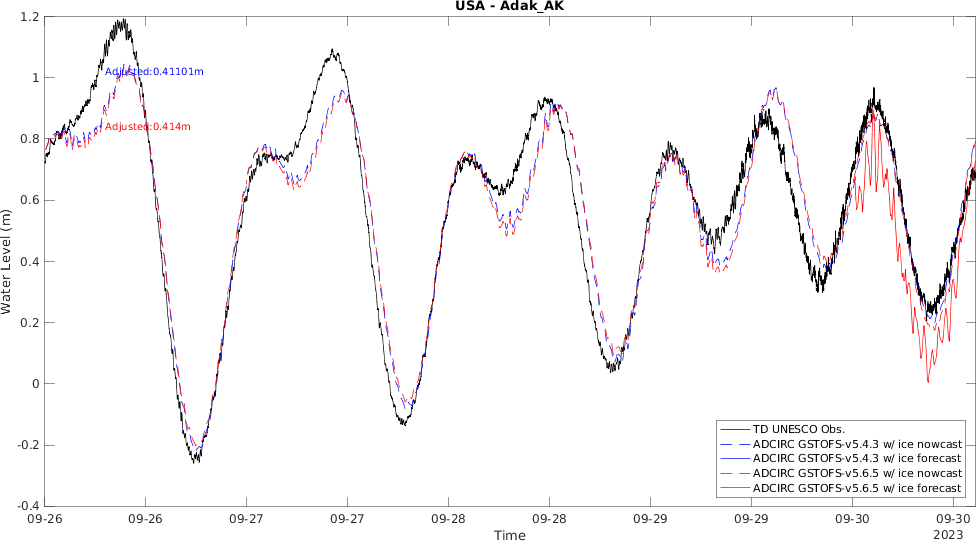 USA - Adak_AK
1.2
1
0.8
0.6
0.4
0.2
0
-0.2
-0.4
Water Level (m)
Adjusted:0.41101m
Adjusted:0.414m
TD UNESCO Obs.
ADCIRC GSTOFS-v5.4.3 w/ ice nowcast
ADCIRC GSTOFS-v5.4.3 w/ ice forecast
ADCIRC GSTOFS-v5.6.5 w/ ice nowcast
ADCIRC GSTOFS-v5.6.5 w/ ice forecast
09-26 09-26 09-27 09-27 09-28 09-28 09-29 09-29 09-30 09-30
2023
Time